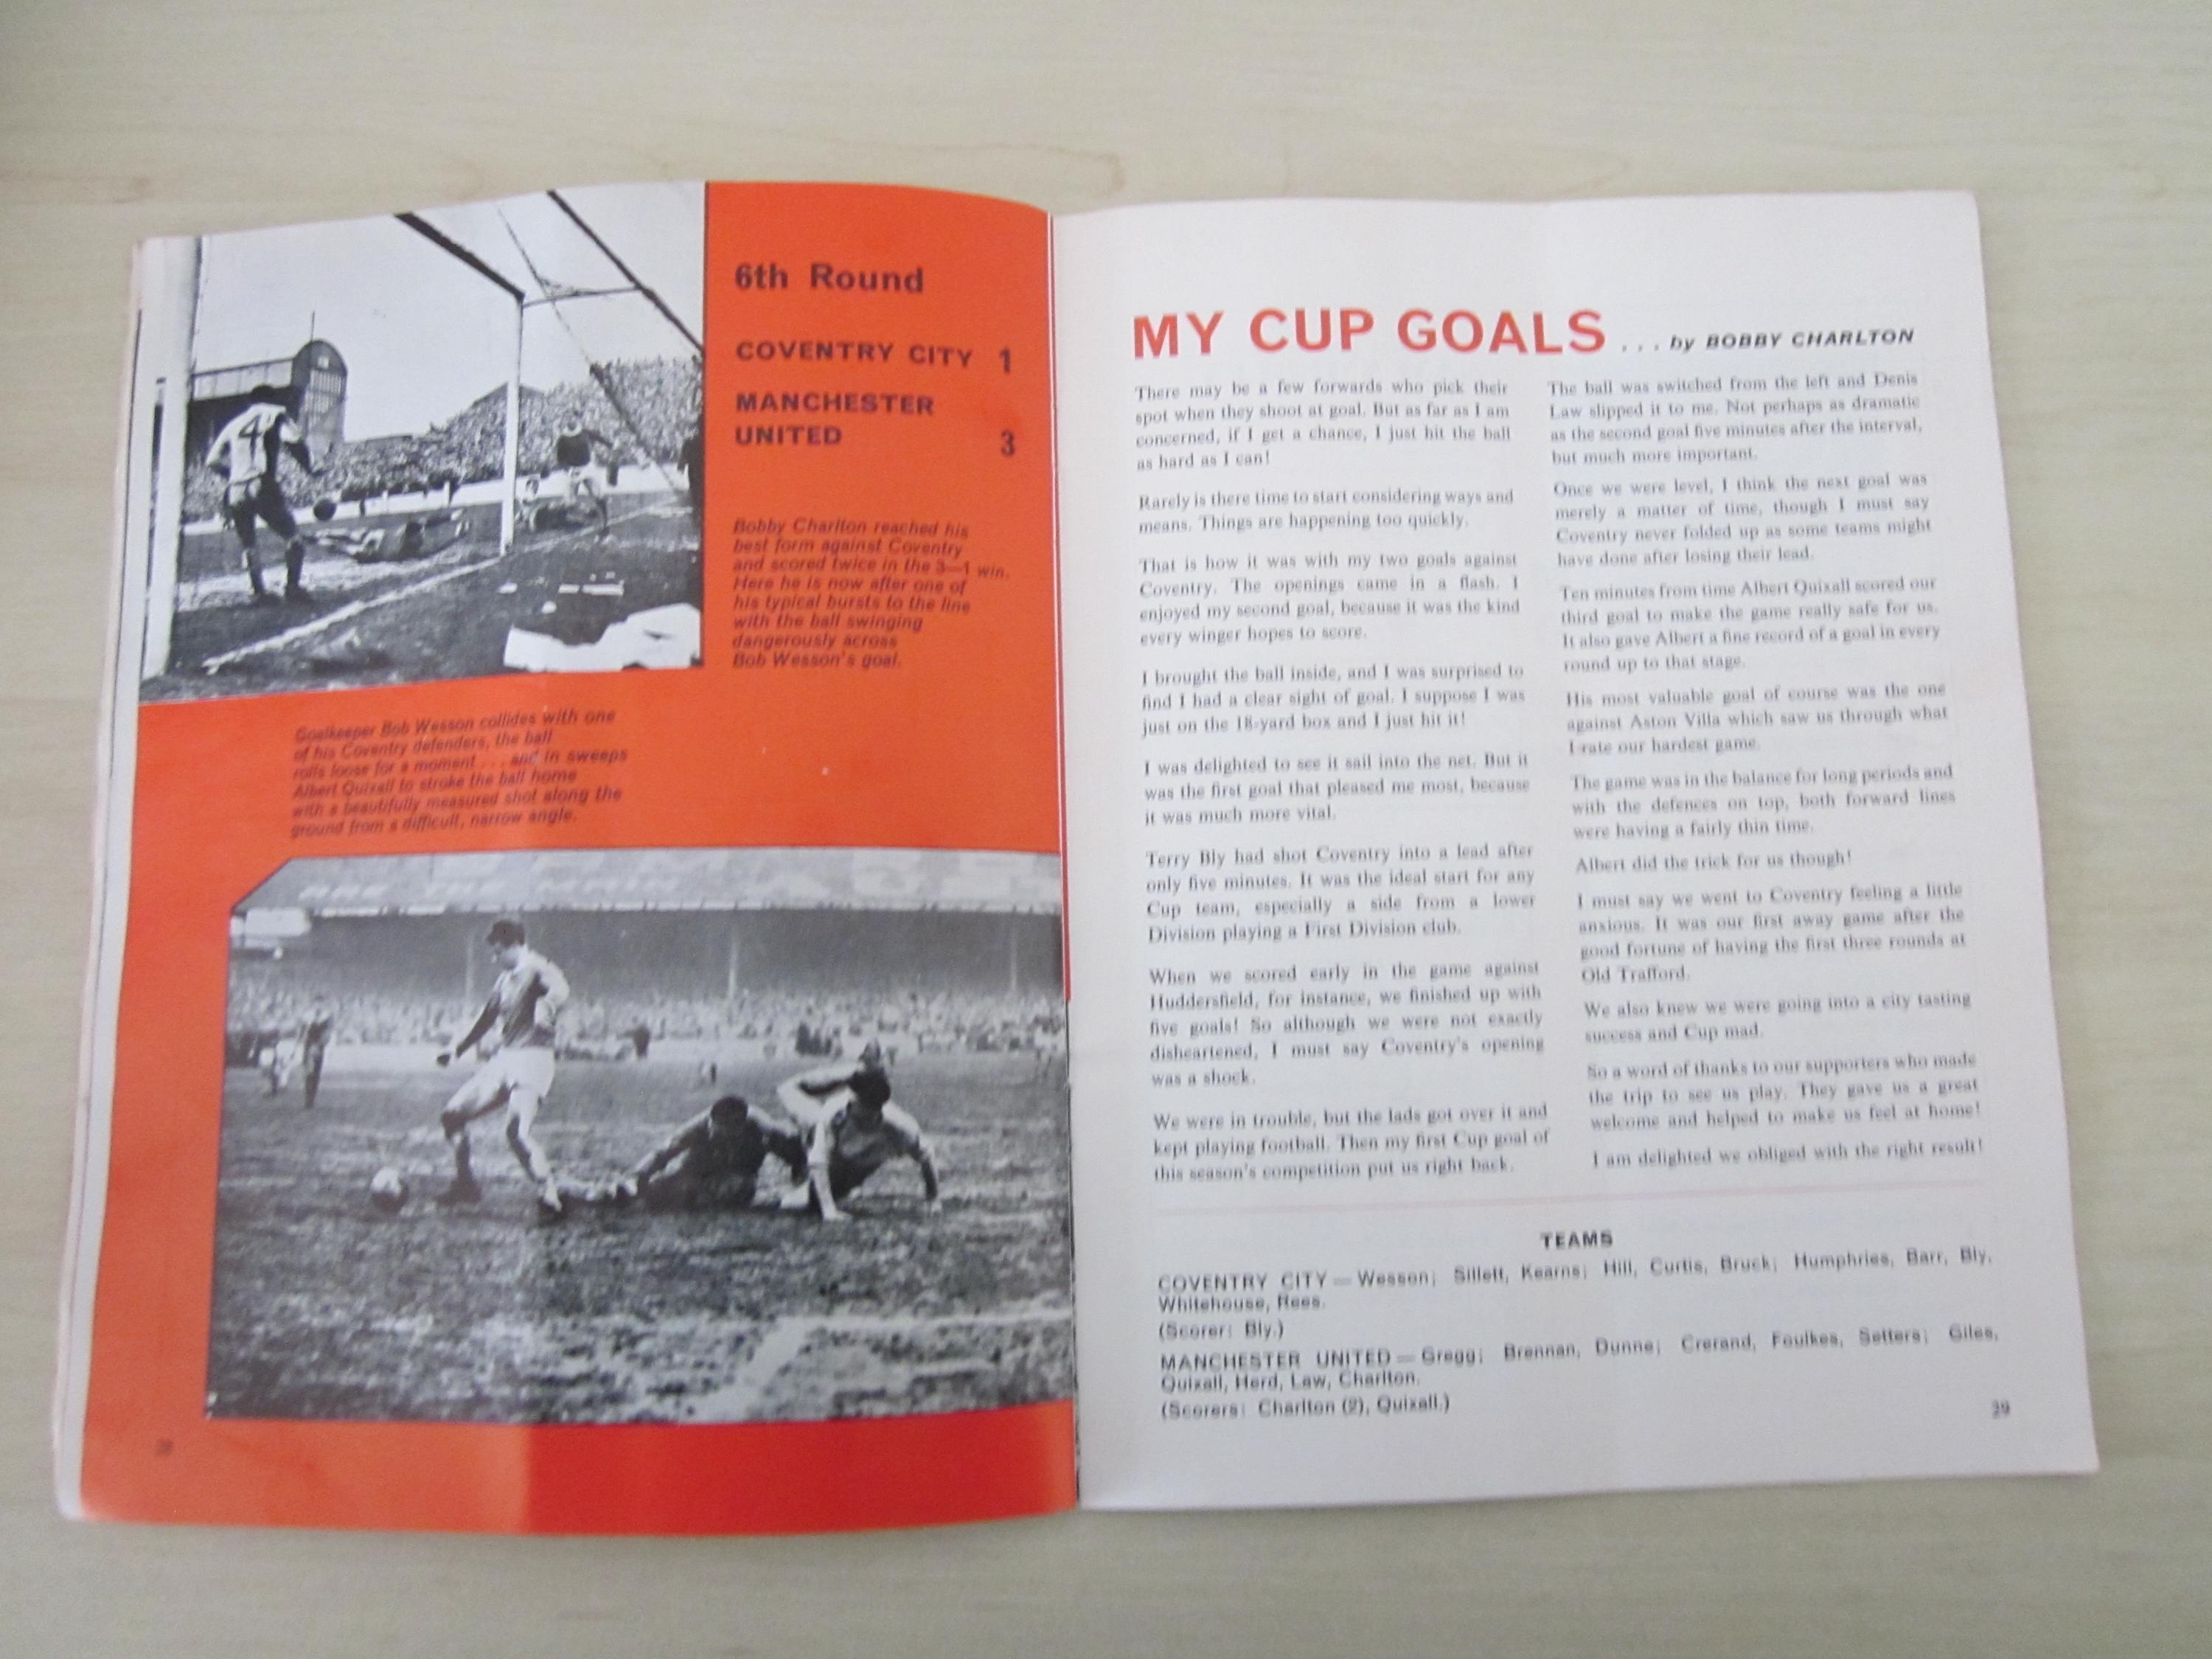 6th Round
COVENTRY CITY 1
MANCHESTER
UNITED 3
Bobby Charlton reached his
best form against Coventry
and scored twice in the 3—1 win.
Here he is now after one of
his typical bursts to the line
with the ball swinging
dangerously across
Bob Wesson's goal.
4
Goalkeeper Bob Wesson collides with one
of his Coventry defenders, the ball
rolls loose for a moment . . . and in sweeps
Albert Quixall to stroke the ball home
with a beautifully measured shot along the
ground from a difficult, narrow angle.
MY CUP GOALS . . . by BOBBY CHARLTON
There may be a few forwards who pick their
spot when they shoot at goal. But as far as I am
concerned, if I get a chance, I just hit the ball
as hard as I can!
Rarely is there time to start considering ways and
means. Things are happening too quickly.
That is how it was with my two goals against
Coventry. The openings came in a flash. I
enjoyed my second goal, because it was the kind
every winger hopes to score.
I brought the ball inside, and I was surprised to
find I had a clear sight of goal. I suppose I was
just on the 18-yard box and I just hit it!
I was delighted to see it sail into the net. But it
was the first goal that pleased me most, because
it was much more vital.
Terry Bly had shot Coventry into a lead after
only five minutes. It was the ideal start for any
Cup team, especially a side from a lower
Division playing a First Division club.
When we scored early in the game against
Huddersfield, for instance, we finished up with
five goals! So although we were not exactly
disheartened, I must say Coventry's opening
was a shock.
We were in trouble, but the lads got over it and
kept playing football. Then my first Cup goal of
this season's competition put us right back.
The ball was switched from the left and Denis
Law slipped it to me. Not perhaps as dramatic
as the second goal five minutes after the interval,
but much more important.
Once we were level, I think the next goal was
merely a matter of time, though I must say
Coventry never folded up as some teams might
have done after losing their lead.
Ten minutes from time Albert Quixall scored our
third goal to make the game really safe for us.
It also gave Albert a fine record of a goal in every
round up to that stage.
His most valuable goal of course was the one
against Aston Villa which saw us through what
I rate our hardest game.
The game was in the balance for long periods and
with the defences on top, both forward lines
were having a fairly thin time.
Albert did the trick for us though!
I must say we went to Coventry feeling a little
anxious. It was our first away game after the
good fortune of having the first three rounds at
Old Trafford.
We also knew we were going into a city tasting
success and Cup mad.
So a word of thanks to our supporters who made
the trip to see us play. They gave us a great
welcome and helped to make us feel at home!
I am delighted we obliged with the right result!
TEAMS
COVENTRY CITY — Wesson; Sillett, Kearns; Hill, Curtis, Bruck; Humphries, Barr, Bly,
Whitehouse, Rees.
(Scorer: Bly.)
MANCHESTER UNITED — Gregg; Brennan, Dunne; Crerand, Foulkes, Setters; Giles,
Quixall, Herd, Law, Charlton.
(Scorers: Charlton (2), Quixall.)
29